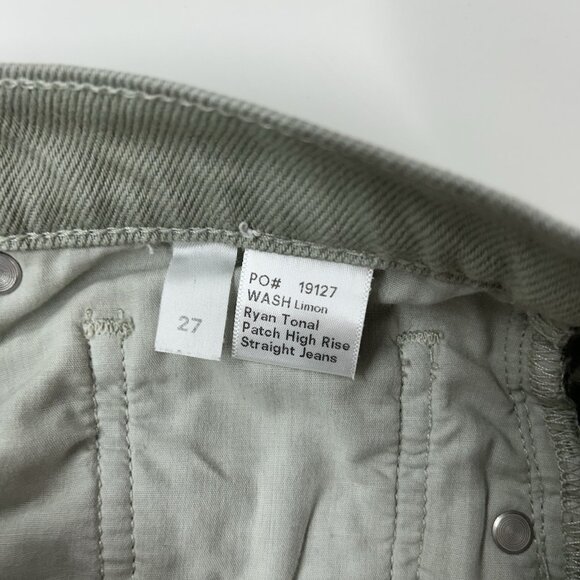 27
PO# 19127
WASH Limon
Ryan Tonal
Patch High Rise
Straight Jeans